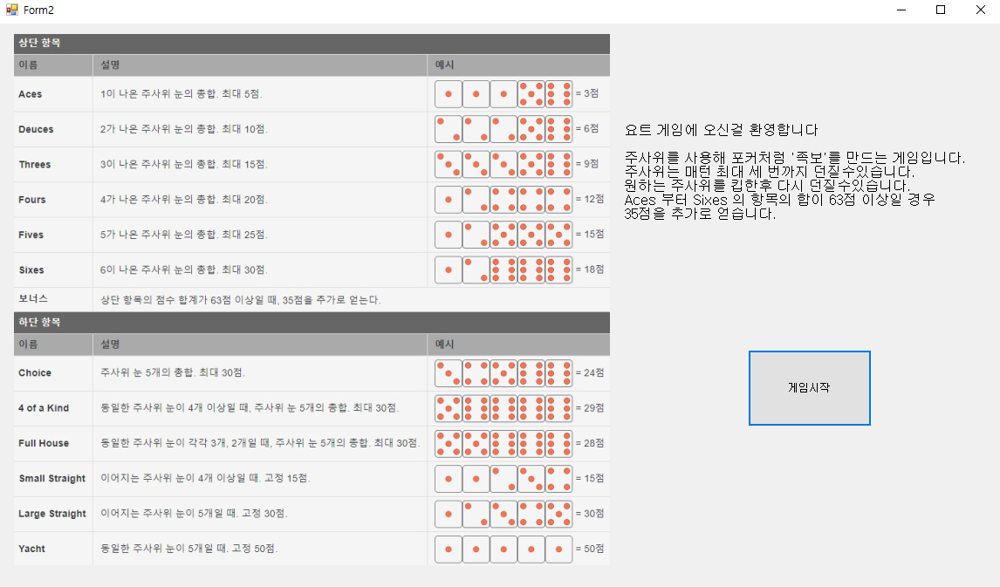 Form2
상단 항목
이름 설명 예시
Aces 1이 나온 주사위 눈의 총합. 최대 5점. = 3점
Deuces 2가 나온 주사위 눈의 총합. 최대 10점. = 6점
Threes 3이 나온 주사위 눈의 총합. 최대 15점. = 9점
Fours 4가 나온 주사위 눈의 총합. 최대 20점. = 12점
Fives 5가 나온 주사위 눈의 총합. 최대 25점. = 15점
Sixes 6이 나온 주사위 눈의 총합. 최대 30점. = 18점
보너스 상단 항목의 점수 합계가 63점 이상일 때, 35점을 추가로 얻는다.
하단 항목
이름 설명 예시
Choice 주사위 눈 5개의 총합. 최대 30점. = 24점
4 of a Kind 동일한 주사위 눈이 4개 이상일 때, 주사위 눈 5개의 총합. 최대 30점. = 29점
Full House 동일한 주사위 눈이 각각 3개, 2개일 때, 주사위 눈 5개의 총합. 최대 30점. = 28점
Small Straight 이어지는 주사위 눈이 4개 이상일 때. 고정 15점. = 15점
Large Straight 이어지는 주사위 눈이 5개일 때. 고정 30점. = 30점
Yacht 동일한 주사위 눈이 5개일 때. 고정 50점. = 50점
요트 게임에 오신걸 환영합니다
주사위를 사용해 포커처럼 '족보'를 만드는 게임입니다.
주사위는 매턴 최대 세 번까지 던질수있습니다.
원하는 주사위를 킵한후 다시 던질수있습니다.
Aces 부터 Sixes 의 항목의 합이 63점 이상일 경우
35점을 추가로 얻습니다.
게임시작